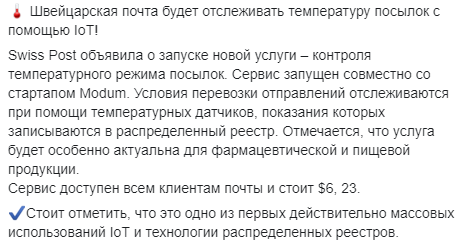 🌡 Швейцарская почта будет отслеживать температуру посылок с
помощью IoT!
Swiss Post объявила о запуске новой услуги – контроля
температурного режима посылок. Сервис запущен совместно со
стартапом Modum. Условия перевозки отправлений отслеживаются
при помощи температурных датчиков, показания которых
записываются в распределенный реестр. Отмечается, что услуга
будет особенно актуальна для фармацевтической и пищевой
продукции.
Сервис доступен всем клиентам почты и стоит $6, 23.
✔Стоит отметить, что это одно из первых действительно массовых
использований IoT и технологии распределенных реестров.